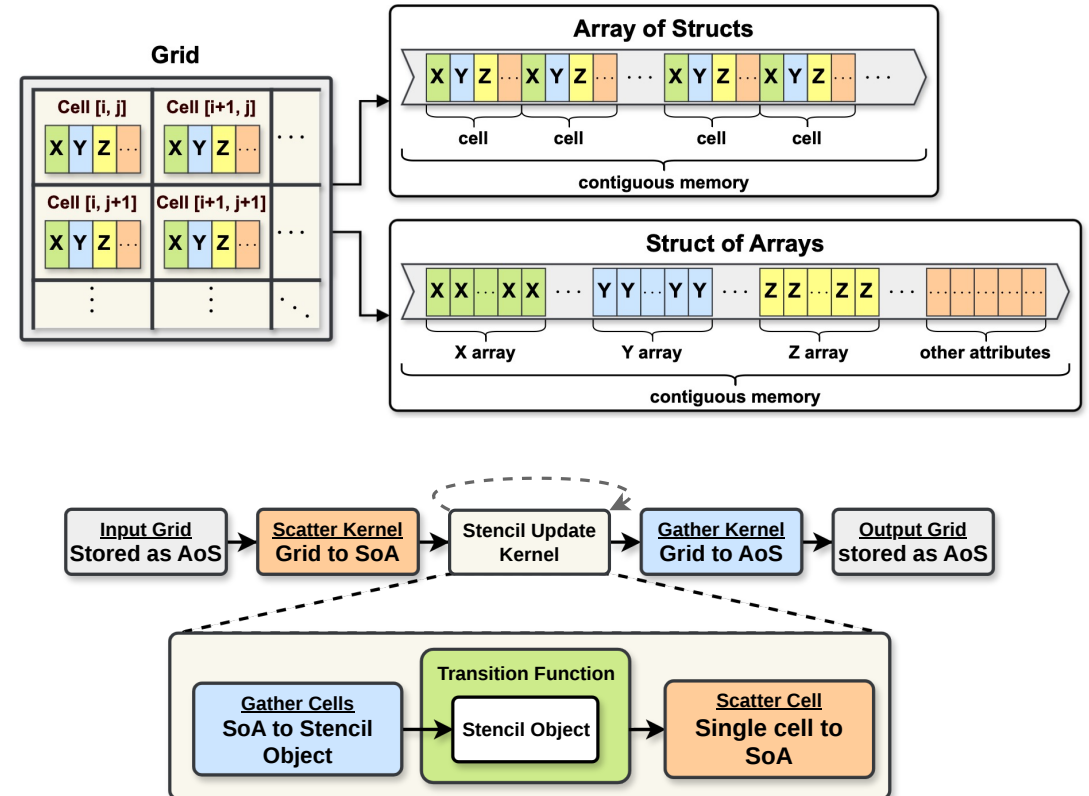 Grid
Cell [i, j] Cell [i+1, j]
X Y Z ... X Y Z ... ...
Cell [i, j+1] Cell [i+1, j+1]
X Y Z ... X Y Z ... ...
Array of Structs
X Y Z ... X Y Z ... ... X Y Z ... X Y Z ... ...
cell cell cell cell
contiguous memory
Struct of Arrays
X X ... X X ... Y Y ... Y Y ... Z Z ... Z Z ... ... ... ... ... ...
X array Y array Z array other attributes
contiguous memory
Input Grid
Stored as AoS
Scatter Kernel
Grid to SoA
Stencil Update
Kernel
Gather Kernel
Grid to AoS
Output Grid
stored as AoS
Gather Cells
SoA to Stencil
Object
Transition Function
Stencil Object
Scatter Cell
Single cell to
SoA